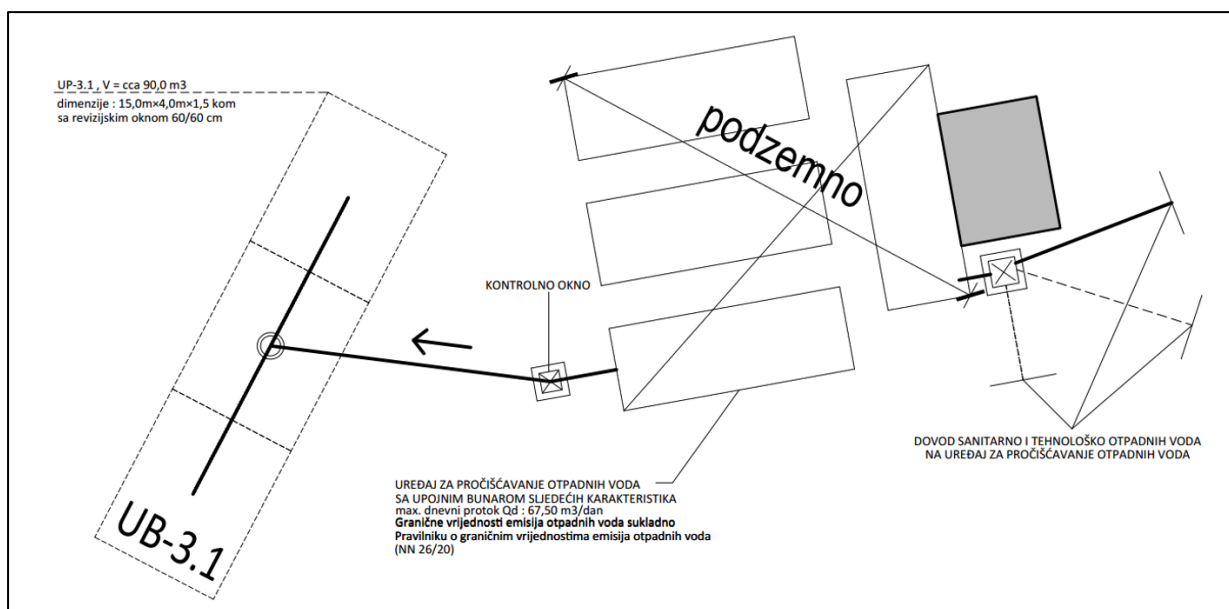 UP-3.1 , V = cca 90,0 m3
dimenzije : 15,0m×4,0m×1,5 kom
sa revizijskim oknom 60/60 cm
podzemno
KONTROLNO OKNO
DOVOD SANITARNO I TEHNOLOŠKO OTPADNIH VODA
NA UREĐAJ ZA PROČIŠĆAVANJE OTPADNIH VODA
UREĐAJ ZA PROČIŠĆAVANJE OTPADNIH VODA
SA UPOJNIM BUNAROM SLJEDEĆIH KARAKTERISTIKA
max. dnevni protok Qd : 67,50 m3/dan
Granične vrijednosti emisija otpadnih voda sukladno
Pravilniku o graničnim vrijednostima emisija otpadnih voda
(NN 26/20)
UB-3.1